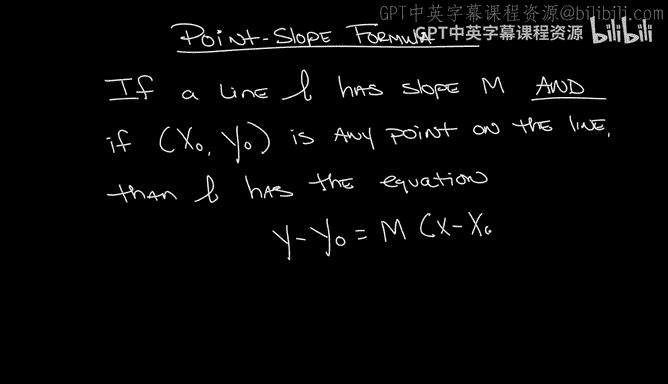 GPT中英字幕课程资源@bilibili.com
POINT-SLOPE FORMULA
GPT中英字幕课程资源 bilibili
If a LINE l HAS SLOPE M AND
if (X₀, Y₀) is ANY POINT ON the LINE,
than l HAS the equation
Y-Y₀ = M (X-X₀